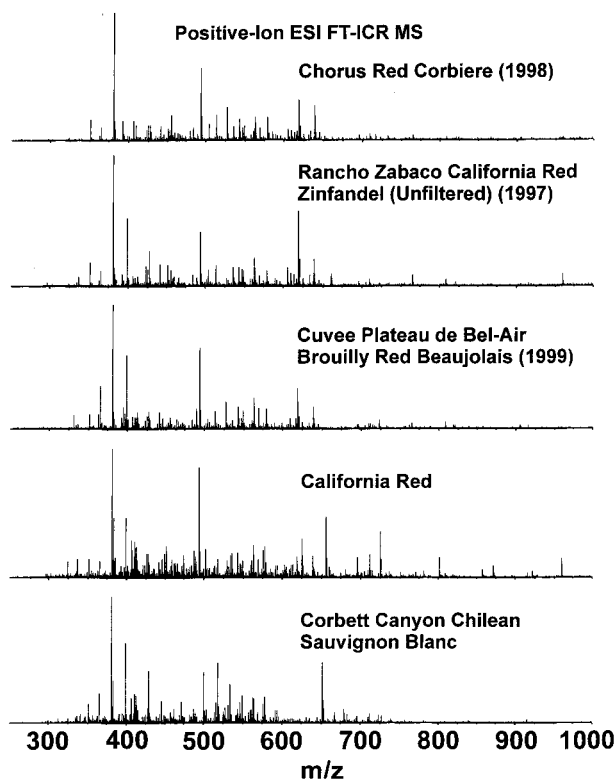 Positive-Ion ESI FT-ICR MS
Chorus Red Corbiere (1998)
Rancho Zabaco California Red
Zinfandel (Unfiltered) (1997)
Cuvee Plateau de Bel-Air
Brouilly Red Beaujolais (1999)
California Red
Corbett Canyon Chilean
Sauvignon Blanc
300 400 500 600 700 800 900 1000
m/z